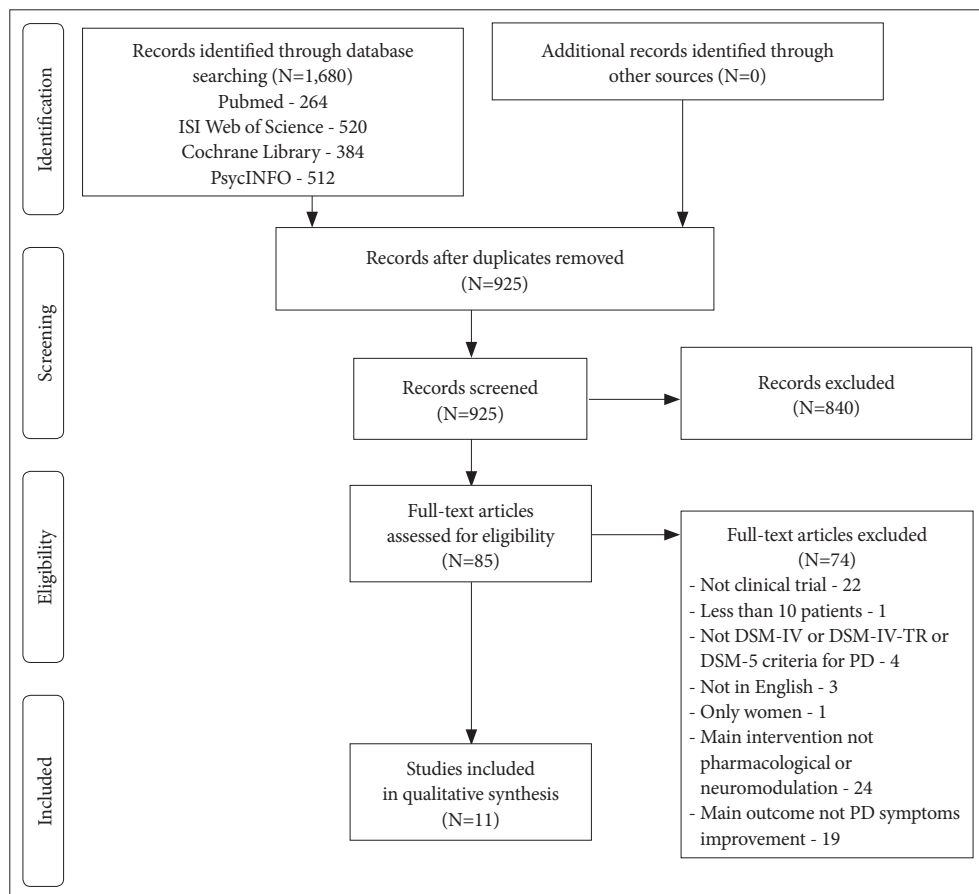 Identification
Records identified through database
searching (N=1,680)
Pubmed - 264
ISI Web of Science - 520
Cochrane Library - 384
PsycINFO - 512
Additional records identified through
other sources (N=0)
Screening
Records after duplicates removed
(N=925)
Records screened
(N=925)
Records excluded
(N=840)
Eligibility
Full-text articles
assessed for eligibility
(N=85)
Full-text articles excluded
(N=74)
- Not clinical trial - 22
- Less than 10 patients - 1
- Not DSM-IV or DSM-IV-TR or
DSM-5 criteria for PD - 4
- Not in English - 3
- Only women - 1
- Main intervention not
pharmacological or
neuromodulation - 24
- Main outcome not PD symptoms
improvement - 19
Included
Studies included
in qualitative synthesis
(N=11)